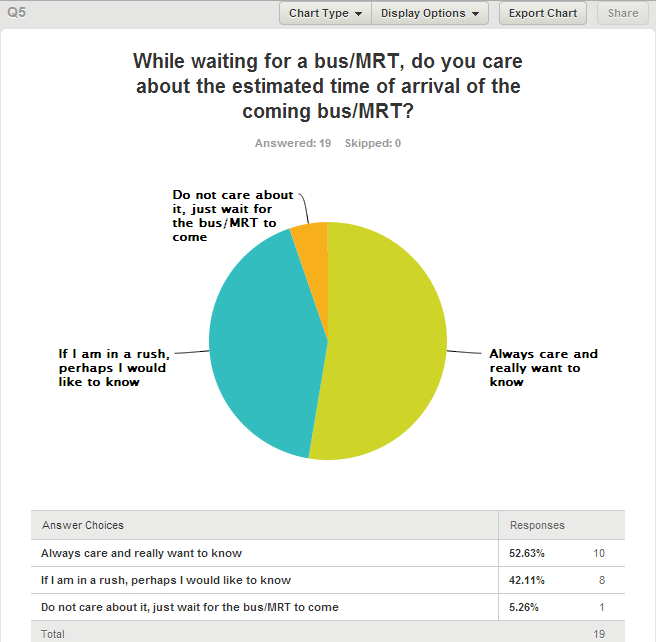 Q5
Chart Type
Display Options
Export Chart
Share
While waiting for a bus/MRT, do you care
about the estimated time of arrival of the
coming bus/MRT?
Answered: 19 Skipped: 0
Do not care about
it, just wait for
the bus/MRT to
come
If I am in a rush,
perhaps I would
like to know
Always care and
really want to
know
Answer Choices Responses
Always care and really want to know 52.63% 10
If I am in a rush, perhaps I would like to know 42.11% 8
Do not care about it, just wait for the bus/MRT to come 5.26% 1
Total 19